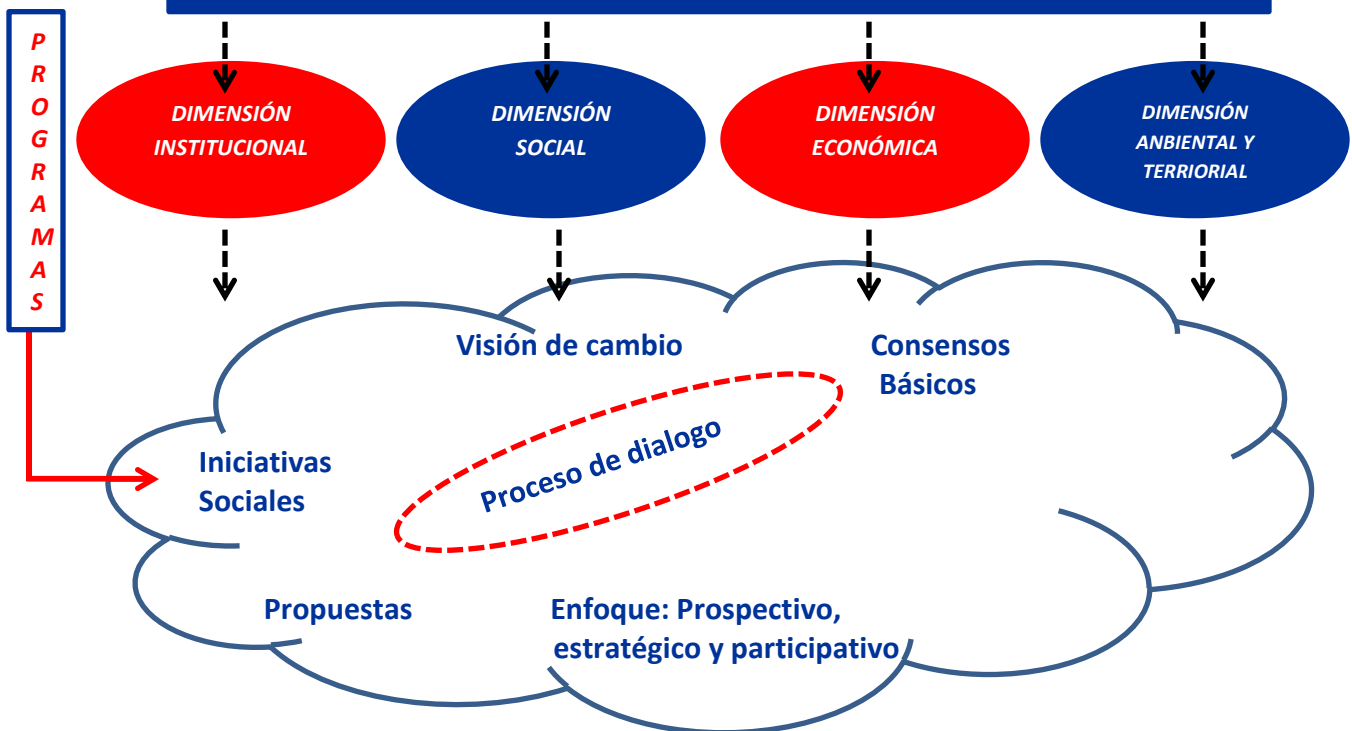 PROGRAMAS
DIMENSIÓN
INSTITUCIONAL
DIMENSIÓN
SOCIAL
DIMENSIÓN
ECONÓMICA
DIMENSIÓN
ANBIENTAL Y
TERRIORIAL
Visión de cambio
Consensos
Básicos
Proceso de dialogo
Iniciativas
Sociales
Propuestas
Enfoque: Prospectivo,
estratégico y participativo